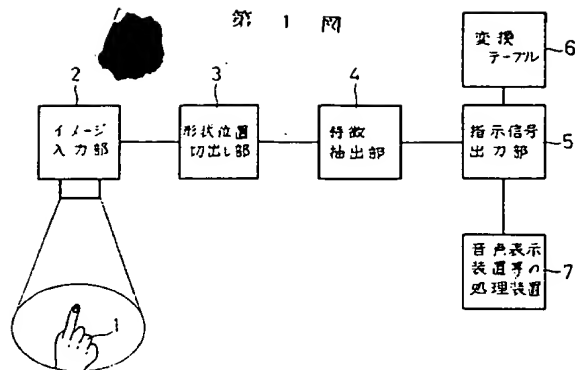 第 1 図
2
イメージ
入力部
3
形状位置
切出し部
4
特徴
抽出部
変換
テーブル
6
指示信号
出力部
5
音声表示
装置等の
処理装置
7
1